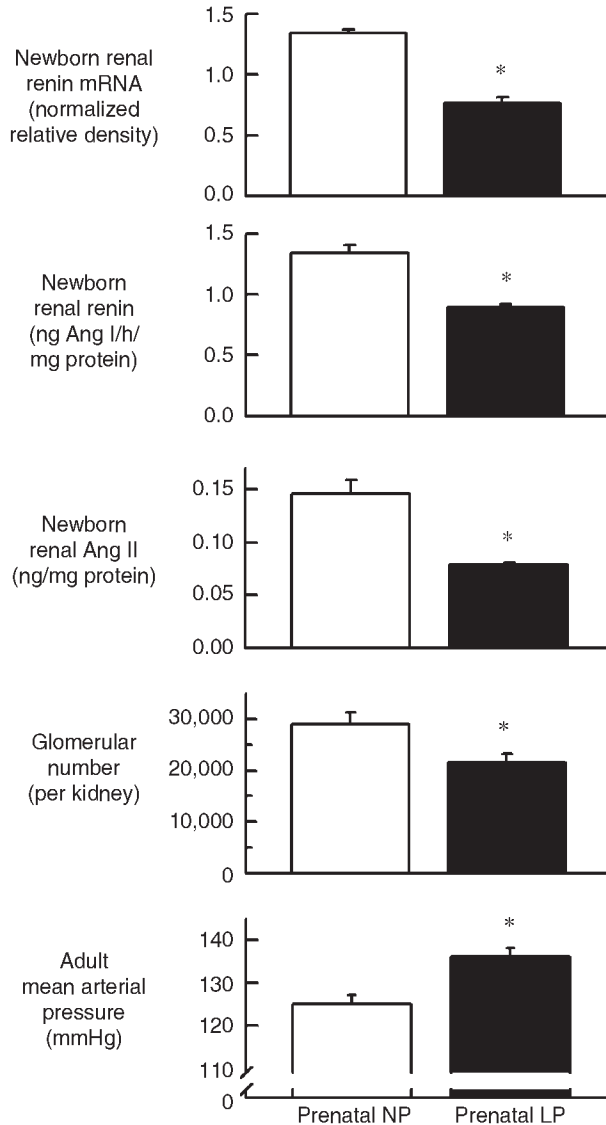 Newborn renal
renin mRNA
(normalized
relative density)
1.5
1.0
0.5
0.0
*
Newborn
renal renin
(ng Ang I/h/
mg protein)
1.5
1.0
0.5
0.0
*
Newborn
renal Ang II
(ng/mg protein)
0.15
0.10
0.05
0.00
*
Glomerular
number
(per kidney)
30,000
20,000
10,000
0
*
Adult
mean arterial
pressure
(mmHg)
140
130
120
110
0
*
Prenatal NP
Prenatal LP